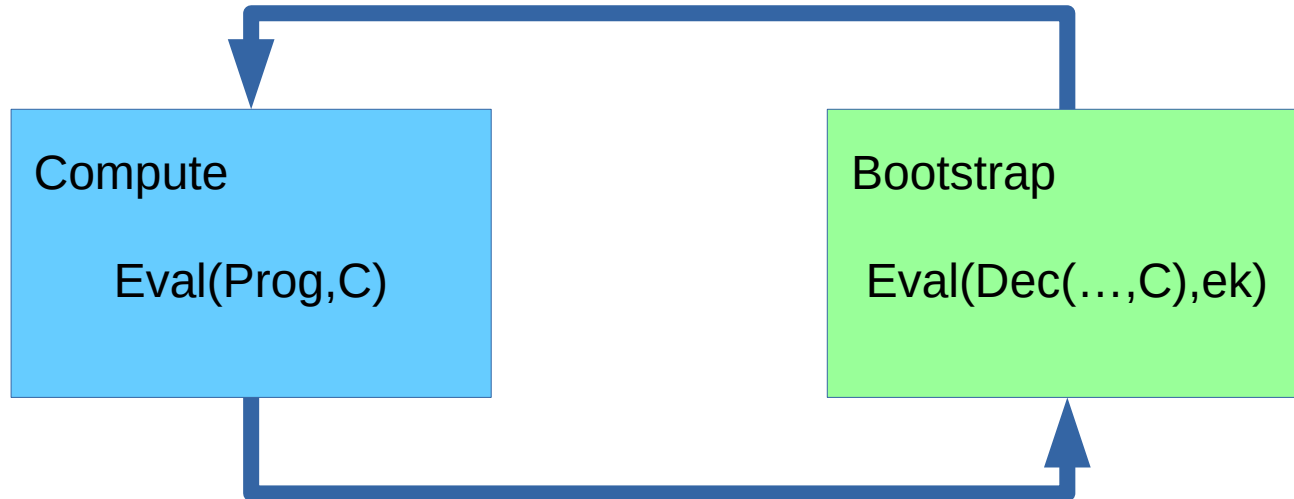 Compute
Eval(Prog,C)
Bootstrap
Eval(Dec(…,C),ek)